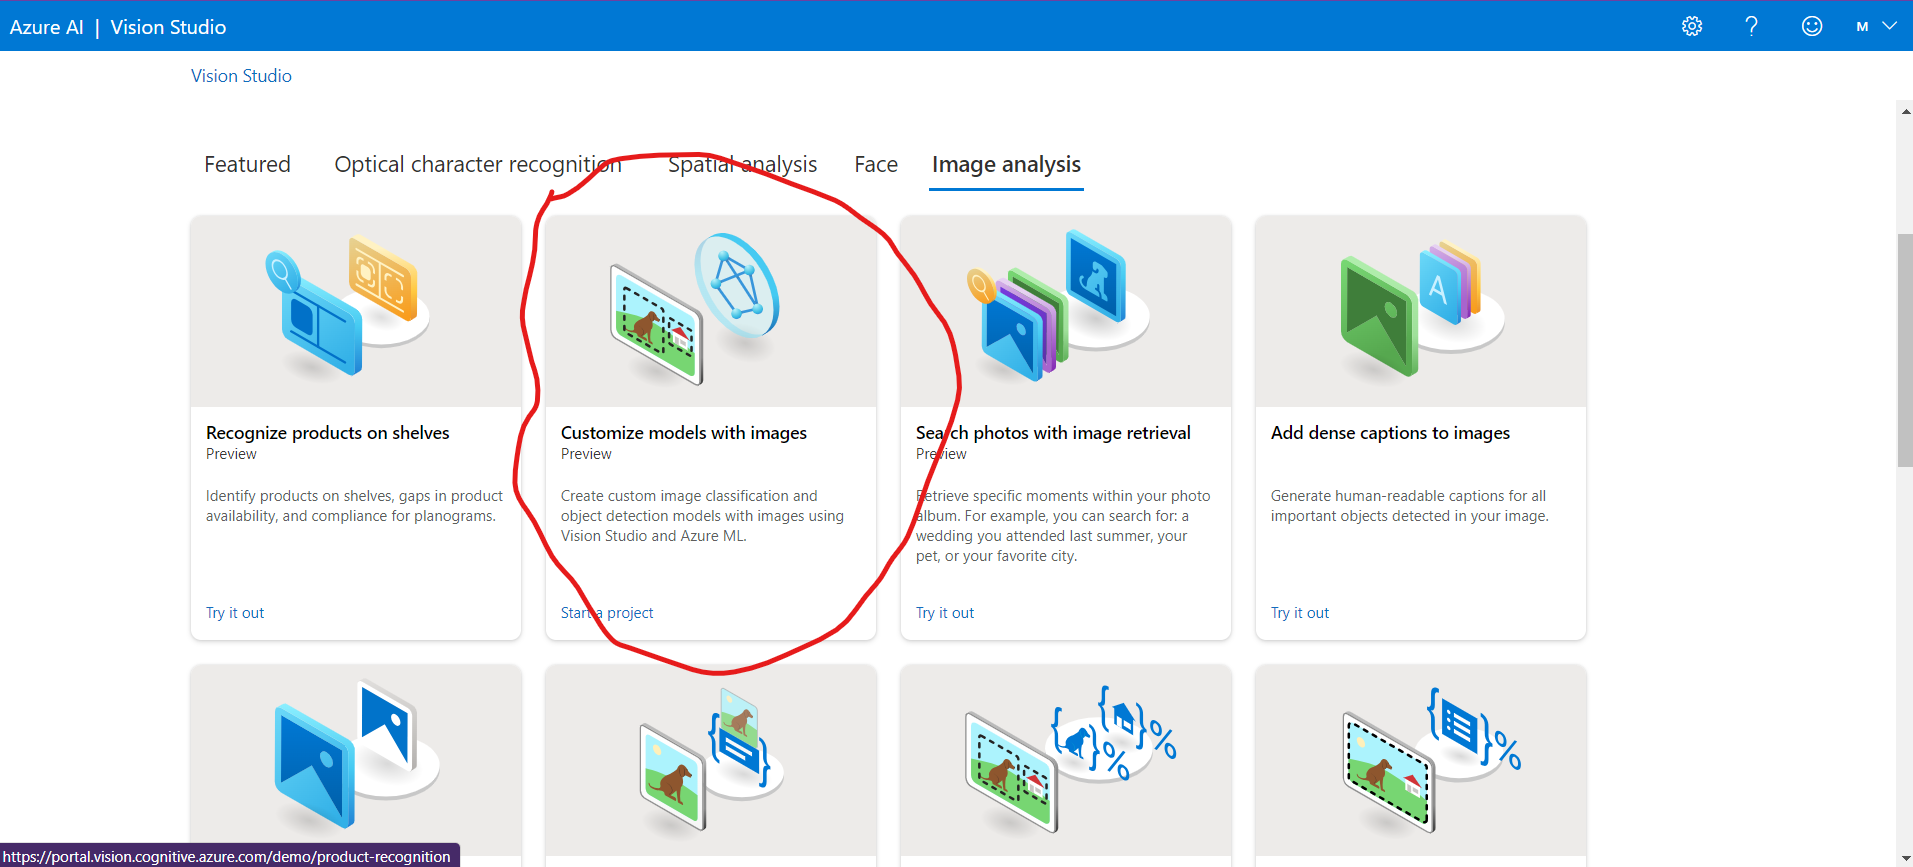 Azure AI | Vision Studio
M
Vision Studio
Featured Optical character recognition Spatial analysis Face Image analysis
Recognize products on shelves
Preview
Identify products on shelves, gaps in product
availability, and compliance for planograms.
Try it out
Customize models with images
Preview
Create custom image classification and
object detection models with images using
Vision Studio and Azure ML.
Start a project
Search photos with image retrieval
Preview
Retrieve specific moments within your photo
album. For example, you can search for: a
wedding you attended last summer, your
pet, or your favorite city.
Try it out
Add dense captions to images
Generate human-readable captions for all
important objects detected in your image.
Try it out
A
%
%
%
https://portal.vision.cognitive.azure.com/demo/product-recognition